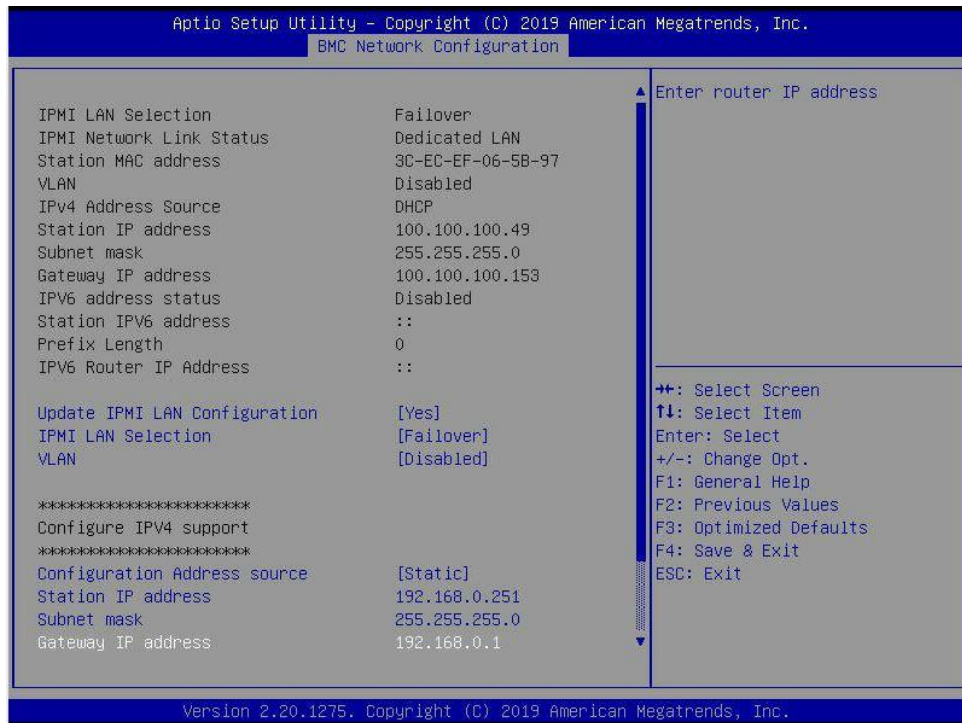 Aptio Setup Utility – Copyright (C) 2019 American Megatrends, Inc.
BMC Network Configuration
IPMI LAN Selection Failover
IPMI Network Link Status Dedicated LAN
Station MAC address 3C-EC-EF-06-5B-97
VLAN Disabled
IPv4 Address Source DHCP
Station IP address 100.100.100.49
Subnet mask 255.255.255.0
Gateway IP address 100.100.100.153
IPV6 address status Disabled
Station IPV6 address ::
Prefix Length 0
IPV6 Router IP Address ::
Update IPMI LAN Configuration [Yes]
IPMI LAN Selection [Failover]
VLAN [Disabled]
**********************
Configure IPV4 support
**********************
Configuration Address source [Static]
Station IP address 192.168.0.251
Subnet mask 255.255.255.0
Gateway IP address 192.168.0.1
Enter router IP address
→←: Select Screen
↑↓: Select Item
Enter: Select
+/-: Change Opt.
F1: General Help
F2: Previous Values
F3: Optimized Defaults
F4: Save & Exit
ESC: Exit
Version 2.20.1275. Copyright (C) 2019 American Megatrends, Inc.